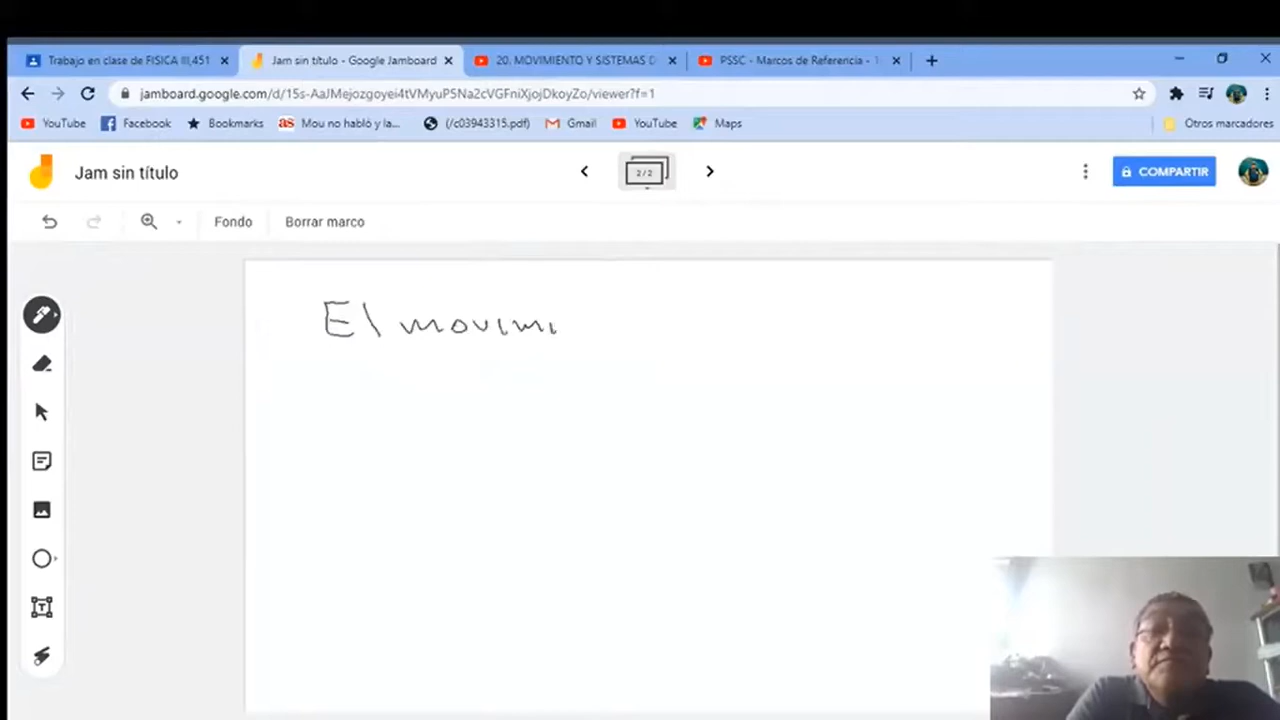 Trabajo en clase de FISICA III,451
Jam sin título - Google Jamboard
20. MOVIMIENTO Y SISTEMAS D
PSSC - Marcos de Referencia - 1
jamboard.google.com/d/15s-AaJMejozgoyei4tVMyuP5Na2cVGFniXjojDkoyZo/viewer?f=1
YouTube
Facebook
Bookmarks
as Mou no habló y la...
(/c03943315.pdf)
Gmail
YouTube
Maps
Otros marcadores
Jam sin título
2/2
COMPARTIR
Fondo
Borrar marco
El movimi